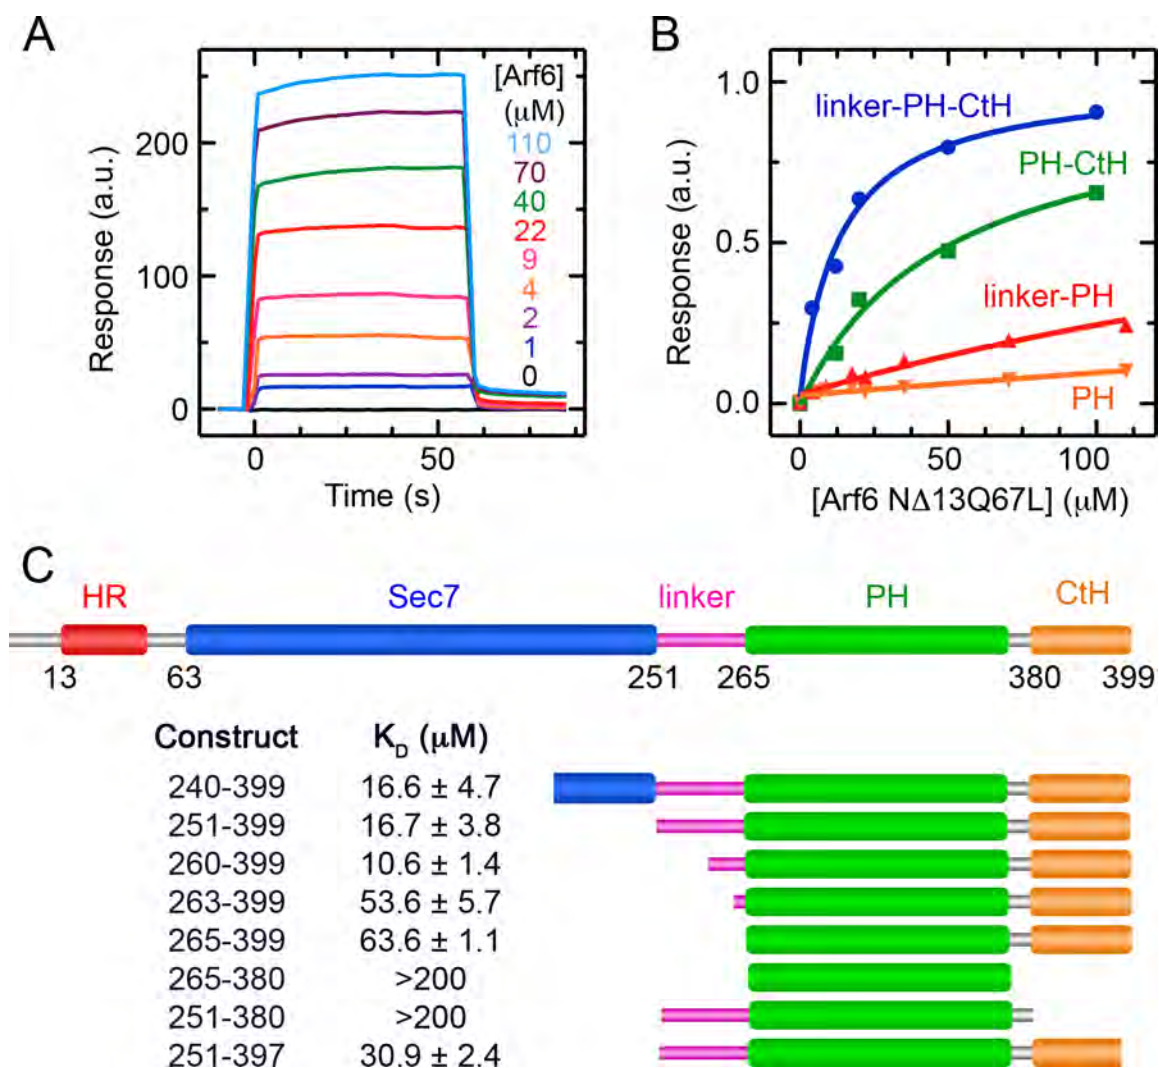 A
Response (a.u.)
200
100
0
0
50
Time (s)
[Arf6]
(μM)
110
70
40
22
9
4
2
1
0
B
Response (a.u.)
1.0
0.5
0.0
0
50
100
[Arf6 NΔ13Q67L] (μM)
linker-PH-CtH
PH-CtH
linker-PH
PH
C
HR Sec7 linker PH CtH
13 63 251 265 380 399
Construct K_D (μM)
240-399 16.6 ± 4.7
251-399 16.7 ± 3.8
260-399 10.6 ± 1.4
263-399 53.6 ± 5.7
265-399 63.6 ± 1.1
265-380 >200
251-380 >200
251-397 30.9 ± 2.4